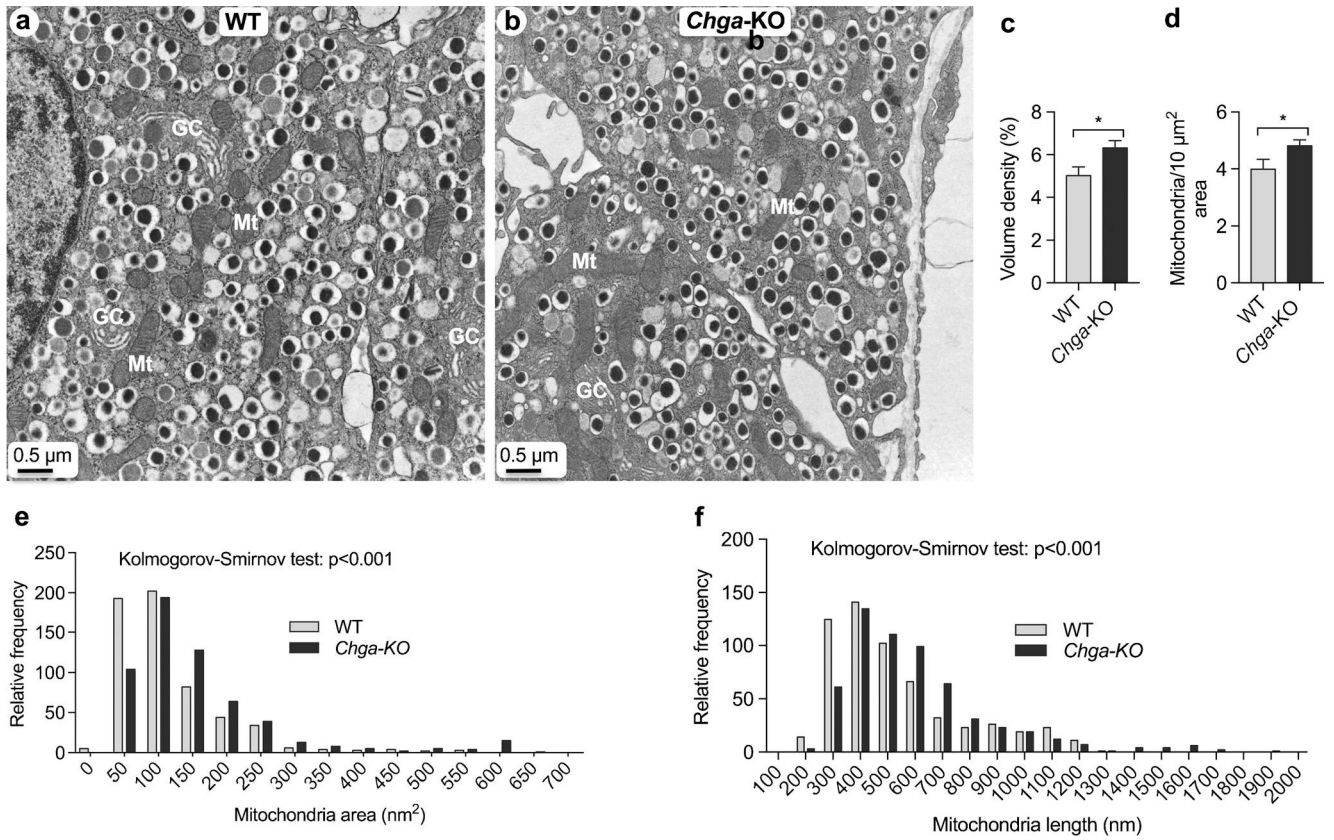 a
WT
GC
Mt
GC
GC
Mt
0.5 µm
b
Chga-KO
b
Mt
Mt
GC
0.5 µm
c
Volume density (%)
8
6
4
2
0
*
WT
Chga-KO
d
Mitochondria/10 µm²
area
6
4
2
0
*
WT
Chga-KO
e
Kolmogorov-Smirnov test: p<0.001
Relative frequency
250
200
150
100
50
0
WT
Chga-KO
0 50 100 150 200 250 300 350 400 450 500 550 600 650 700
Mitochondria area (nm²)
f
Kolmogorov-Smirnov test: p<0.001
Relative frequency
200
150
100
50
0
WT
Chga-KO
100 200 300 400 500 600 700 800 900 1000 1100 1200 1300 1400 1500 1600 1700 1800 1900 2000
Mitochondria length (nm)